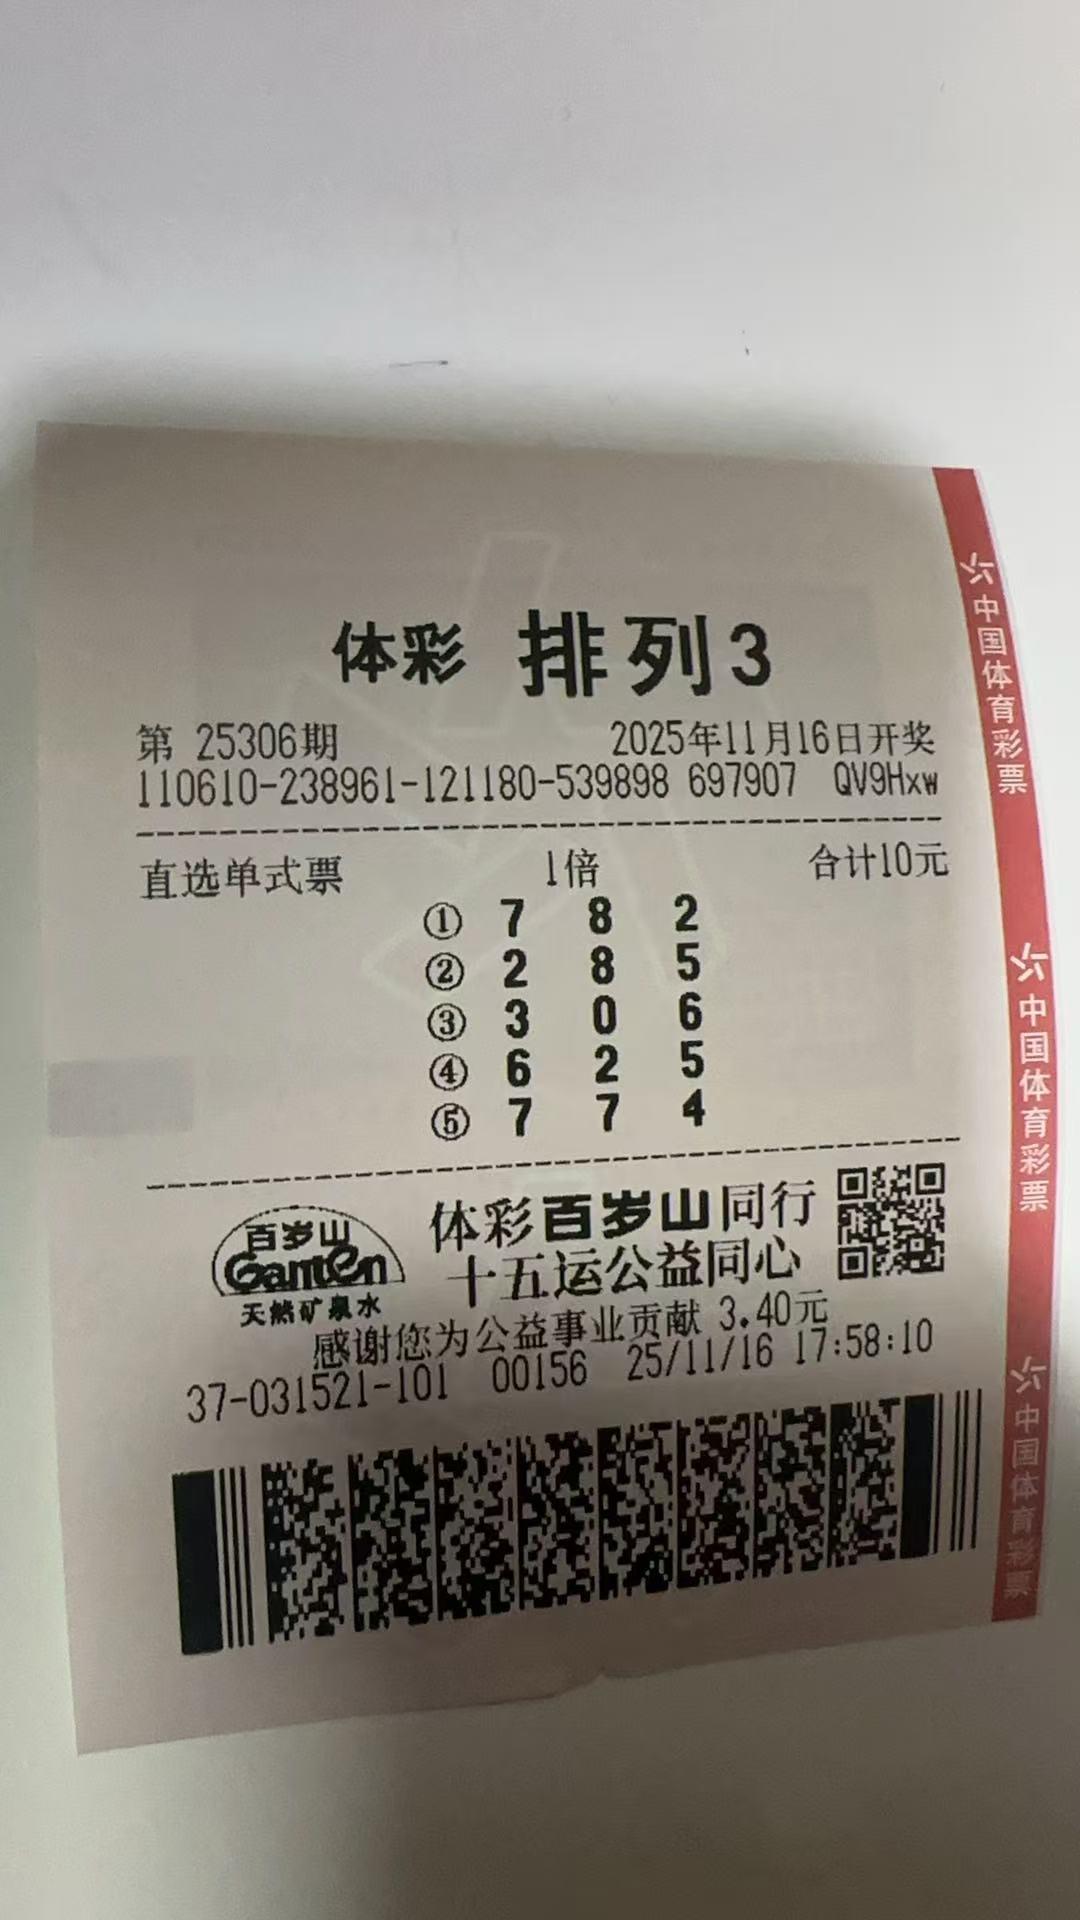 体彩 排列3
第 25306期 2025年11月16日开奖
110610-238961-121180-539898 697907 QV9Hxw
直选单式票 1倍 合计10元
① 7 8 2
② 2 8 5
③ 3 0 6
④ 6 2 5
⑤ 7 7 4
百岁山
Ganten
天然矿泉水
体彩百岁山同行
十五运公益同心
感谢您为公益事业贡献 3.40元
37-031521-101 00156 25/11/16 17:58:10
中国体育彩票
中国体育彩票
中国体育彩票